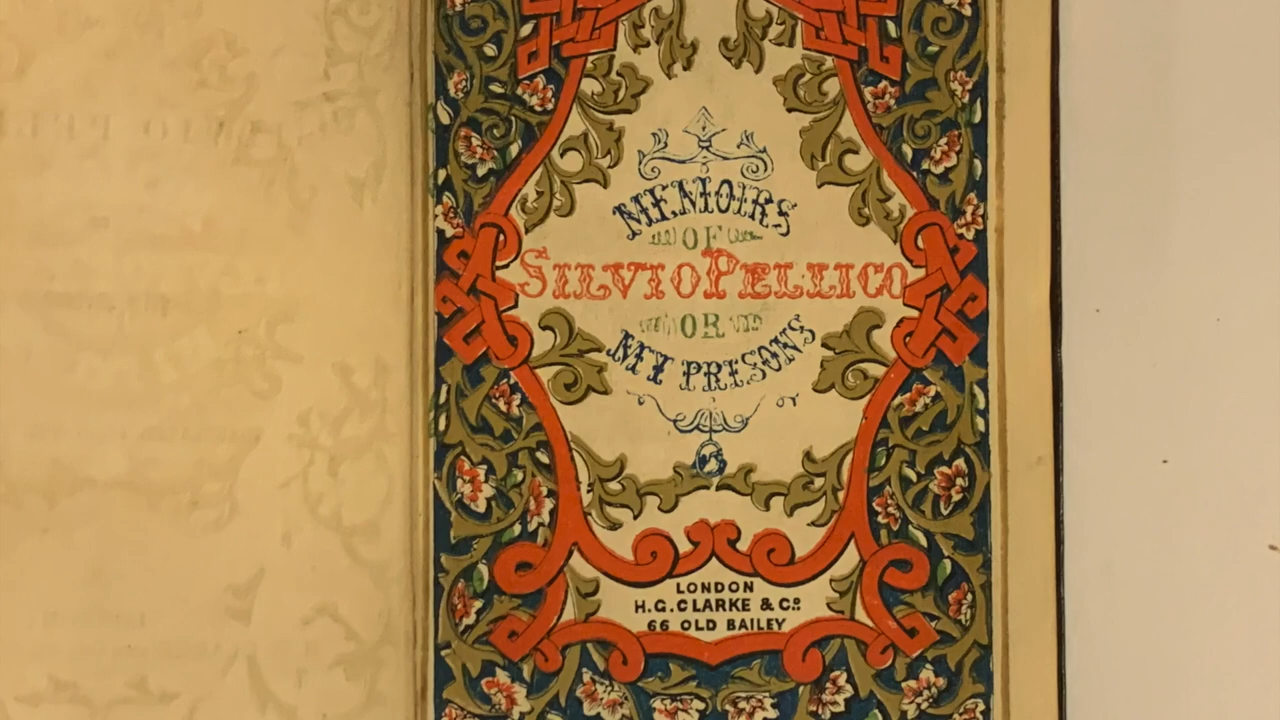 MEMOIRS
OF
SILVIO PELLICO
OR
MY PRISONS
LONDON
H.G. CLARKE & Co.
66 OLD BAILEY